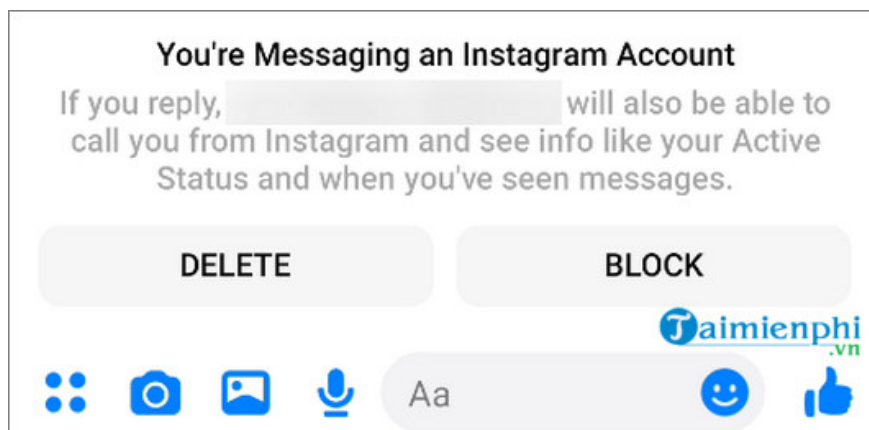 You're Messaging an Instagram Account
If you reply, will also be able to
call you from Instagram and see info like your Active
Status and when you've seen messages.
DELETE BLOCK
Taimienphi
.vn
Aa